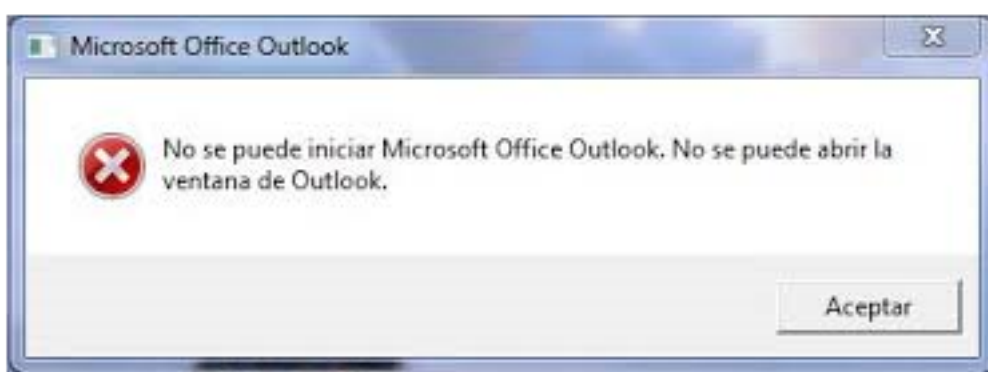 Microsoft Office Outlook
No se puede iniciar Microsoft Office Outlook. No se puede abrir la
ventana de Outlook.
Aceptar